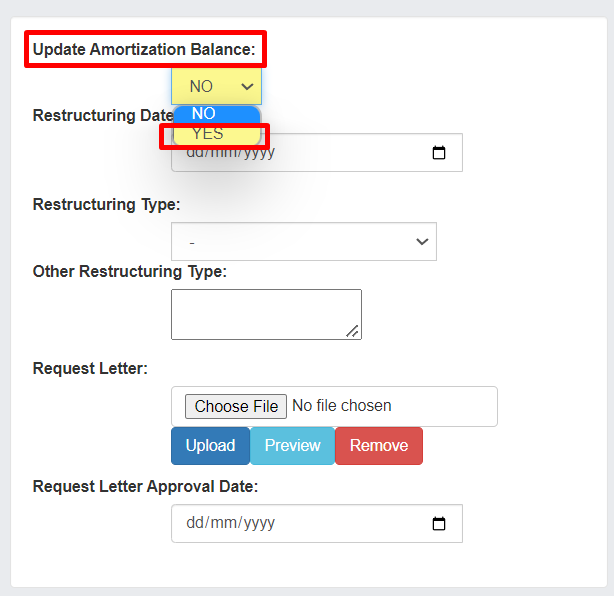 Update Amortization Balance:
NO
NO
Restructuring Date
YES
dd/mm/yyyy
Restructuring Type:
-
Other Restructuring Type:
Request Letter:
Choose File No file chosen
Upload Preview Remove
Request Letter Approval Date:
dd/mm/yyyy